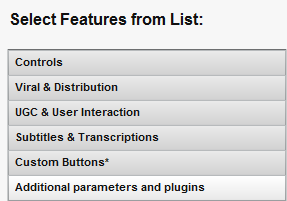 Select Features from List:
Controls
Viral & Distribution
UGC & User Interaction
Subtitles & Transcriptions
Custom Buttons*
Additional parameters and plugins